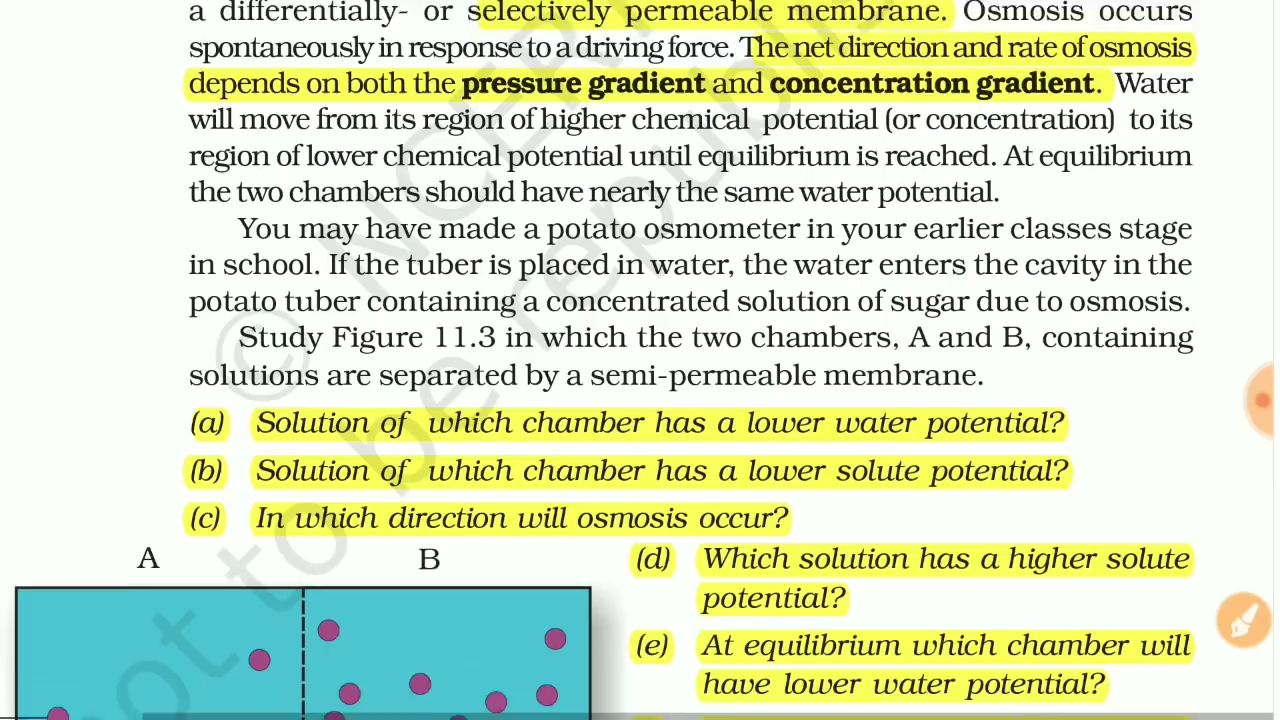 a differentially- or selectively permeable membrane. Osmosis occurs
spontaneously in response to a driving force. The net direction and rate of osmosis
depends on both the pressure gradient and concentration gradient. Water
will move from its region of higher chemical potential (or concentration) to its
region of lower chemical potential until equilibrium is reached. At equilibrium
the two chambers should have nearly the same water potential.
You may have made a potato osmometer in your earlier classes stage
in school. If the tuber is placed in water, the water enters the cavity in the
potato tuber containing a concentrated solution of sugar due to osmosis.
Study Figure 11.3 in which the two chambers, A and B, containing
solutions are separated by a semi-permeable membrane.
(a) Solution of which chamber has a lower water potential?
(b) Solution of which chamber has a lower solute potential?
(c) In which direction will osmosis occur?
A B
(d) Which solution has a higher solute
potential?
(e) At equilibrium which chamber will
have lower water potential?
© NCER
not to be republis